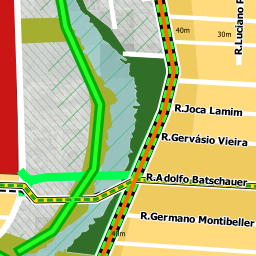 40m
30m
R.Luciano
R.Joca Lamim
R.Gervásio Vieira
R.Adolfo Batschauer
R.Germano Montibeller
40m